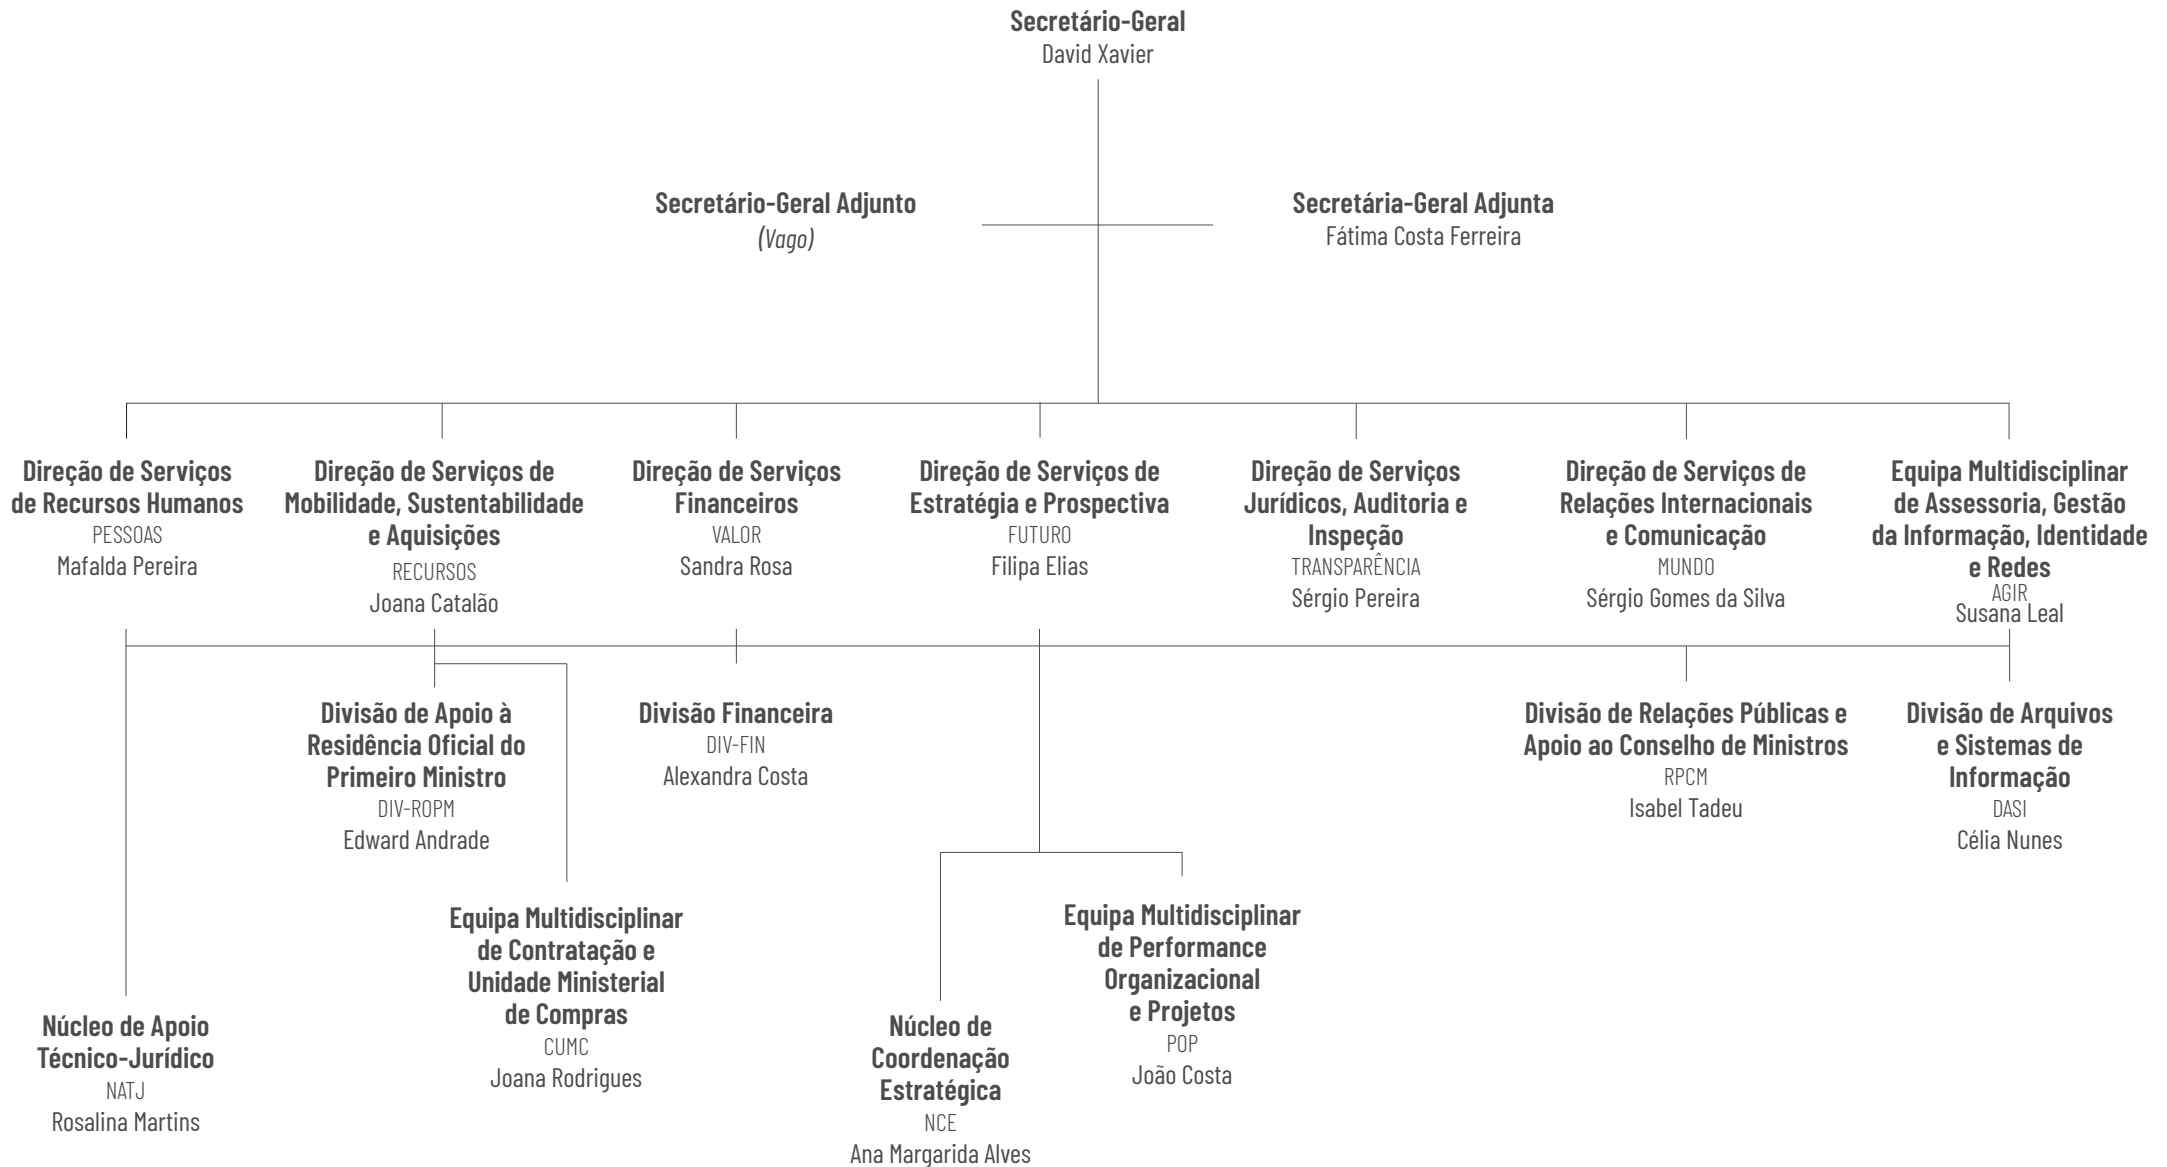 Secretário-Geral
David Xavier
Secretário-Geral Adjunto
(Vago)
Secretária-Geral Adjunta
Fátima Costa Ferreira
Direção de Serviços
de Recursos Humanos
PESSOAS
Mafalda Pereira
Direção de Serviços de
Mobilidade, Sustentabilidade
e Aquisições
RECURSOS
Joana Catalão
Direção de Serviços
Financeiros
VALOR
Sandra Rosa
Direção de Serviços de
Estratégia e Prospectiva
FUTURO
Filipa Elias
Direção de Serviços
Jurídicos, Auditoria e
Inspeção
TRANSPARÊNCIA
Sérgio Pereira
Direção de Serviços de
Relações Internacionais
e Comunicação
MUNDO
Sérgio Gomes da Silva
Equipa Multidisciplinar
de Assessoria, Gestão
da Informação, Identidade
e Redes
AGIR
Susana Leal
Divisão de Apoio à
Residência Oficial do
Primeiro Ministro
DIV-ROPM
Edward Andrade
Divisão Financeira
DIV-FIN
Alexandra Costa
Divisão de Relações Públicas e
Apoio ao Conselho de Ministros
RPCM
Isabel Tadeu
Divisão de Arquivos
e Sistemas de
Informação
DASI
Célia Nunes
Equipa Multidisciplinar
de Contratação e
Unidade Ministerial
de Compras
CUMC
Joana Rodrigues
Equipa Multidisciplinar
de Performance
Organizacional
e Projetos
POP
João Costa
Núcleo de Apoio
Técnico-Jurídico
NATJ
Rosalina Martins
Núcleo de
Coordenação
Estratégica
NCE
Ana Margarida Alves